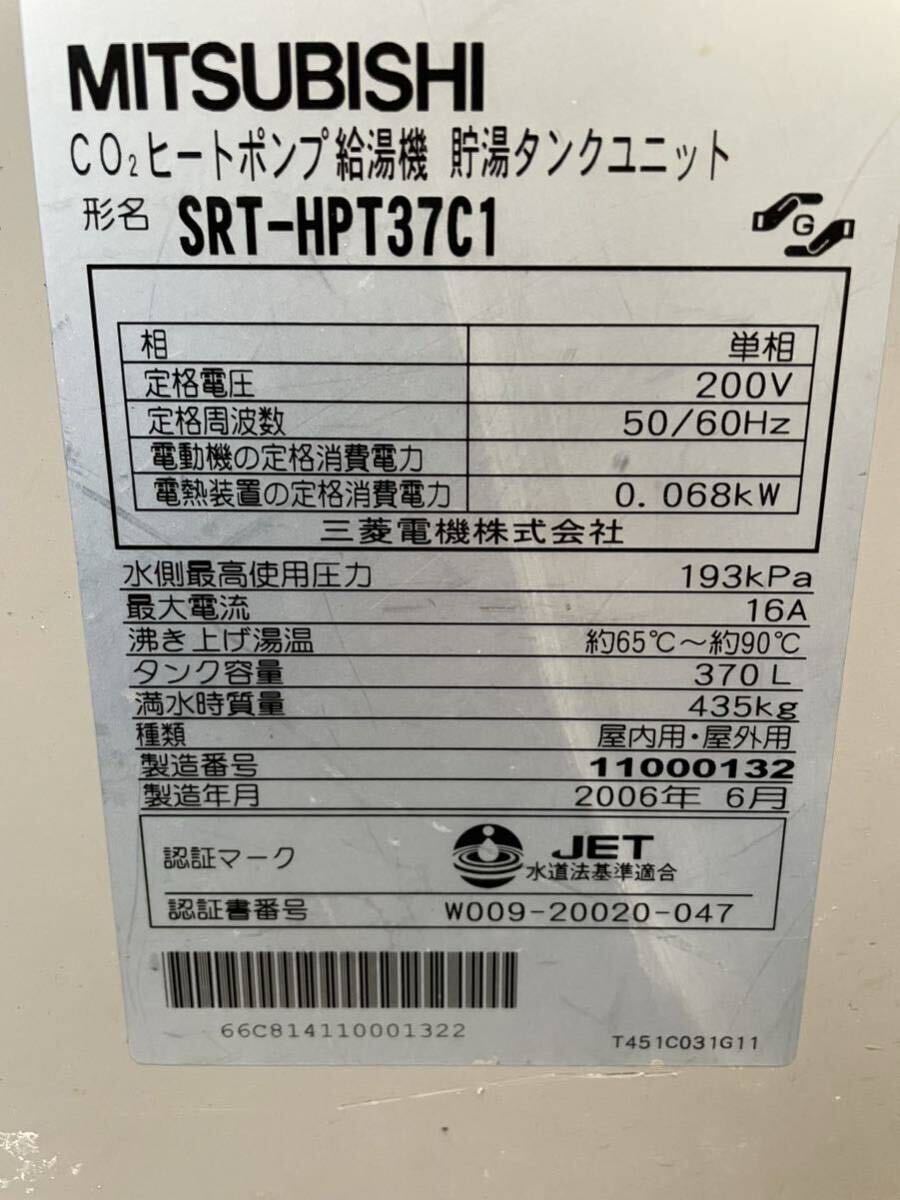 MITSUBISHI
CO₂ヒートポンプ給湯機 貯湯タンクユニット
形名 SRT-HPT37C1
G
相 単相
定格電圧 200V
定格周波数 50/60Hz
電動機の定格消費電力
電熱装置の定格消費電力 0.068kW
三菱電機株式会社
水側最高使用圧力 193kPa
最大電流 16A
沸き上げ湯温 約65℃～約90℃
タンク容量 370L
満水時質量 435kg
種類 屋内用・屋外用
製造番号 11000132
製造年月 2006年 6月
認証マーク JET
水道法基準適合
認証書番号 W009-20020-047
66C814110001322
T451C031G11